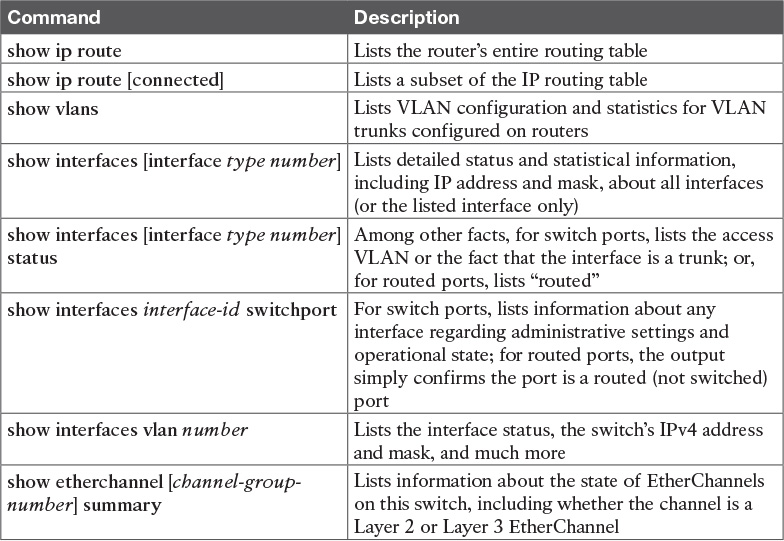 Command Description
show ip route Lists the router’s entire routing table
show ip route [connected] Lists a subset of the IP routing table
show vlans Lists VLAN configuration and statistics for VLAN
trunks configured on routers
show interfaces [interface type number] Lists detailed status and statistical information,
including IP address and mask, about all interfaces
(or the listed interface only)
show interfaces [interface type number] Among other facts, for switch ports, lists the access
status VLAN or the fact that the interface is a trunk; or,
for routed ports, lists “routed”
show interfaces interface-id switchport For switch ports, lists information about any
interface regarding administrative settings and
operational state; for routed ports, the output
simply confirms the port is a routed (not switched)
port
show interfaces vlan number Lists the interface status, the switch’s IPv4 address
and mask, and much more
show etherchannel [channel-group- Lists information about the state of EtherChannels
number] summary on this switch, including whether the channel is a
Layer 2 or Layer 3 EtherChannel